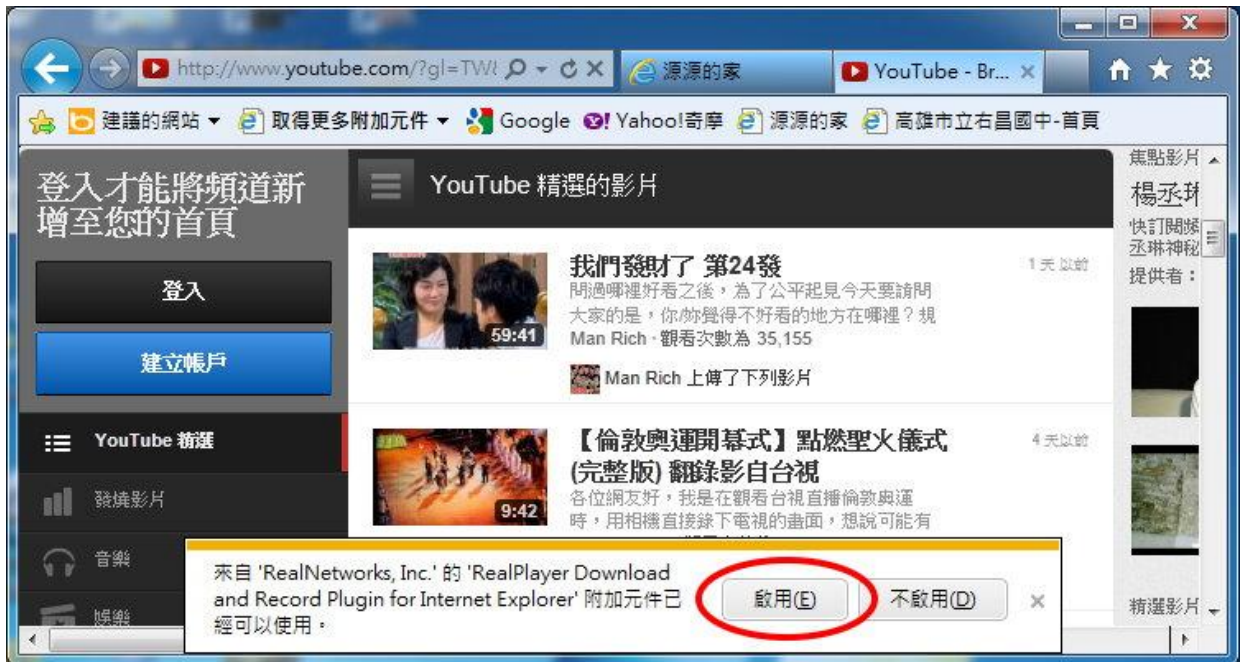 http://www.youtube.com/?gl=TW&
源源的家
YouTube - Br...
建議的網站
取得更多附加元件
Google
Yahoo!奇摩
源源的家
高雄市立右昌國中-首頁
登入才能將頻道新
增至您的首頁
登入
建立帳戶
YouTube 精選
發燒影片
音樂
娛樂
YouTube 精選的影片
我們發財了 第24發
1 天以前
問過哪裡好看之後，為了公平起見今天要請問
大家的是，你/妳覺得不好看的地方在哪裡？規
Man Rich · 觀看次數為 35,155
59:41
Man Rich 上傳了下列影片
【倫敦奧運開幕式】點燃聖火儀式
(完整版) 翻錄影自台視
4 天以前
各位網友好，我是在觀看台視直播倫敦奧運
時，用相機直接錄下電視的畫面，想說可能有
9:42
焦點影片
楊丞琳
快訂閱頻
丞琳神秘
提供者：
精選影片
來自 'RealNetworks, Inc.' 的 'RealPlayer Download
and Record Plugin for Internet Explorer' 附加元件已
經可以使用。
啟用(E)
不啟用(D)